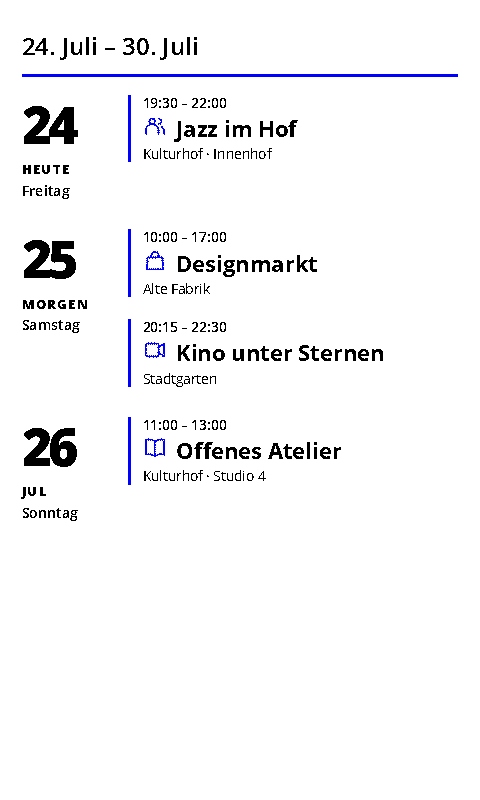 24. Juli – 30. Juli
24
HEUTE
Freitag
19:30 – 22:00
Jazz im Hof
Kulturhof · Innenhof
25
MORGEN
Samstag
10:00 – 17:00
Designmarkt
Alte Fabrik
20:15 – 22:30
Kino unter Sternen
Stadtgarten
26
JUL
Sonntag
11:00 – 13:00
Offenes Atelier
Kulturhof · Studio 4